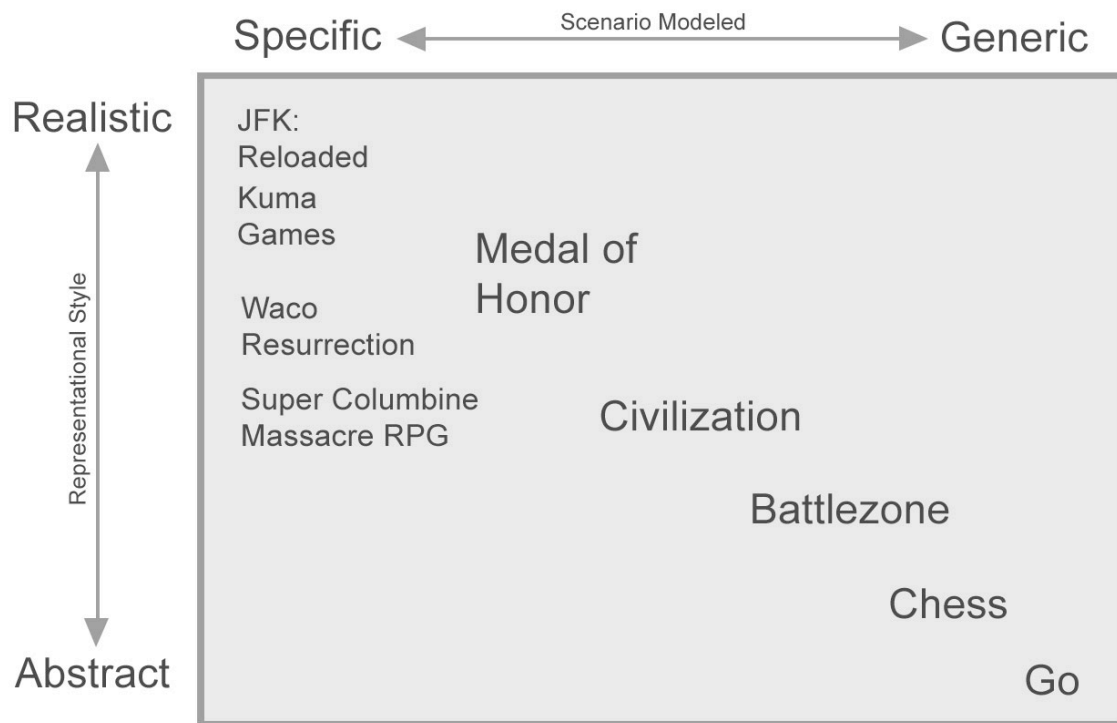 Specific
Scenario Modeled
Generic
Realistic
Representational Style
Abstract
JFK:
Reloaded
Kuma
Games
Medal of
Honor
Waco
Resurrection
Super Columbine
Massacre RPG
Civilization
Battlezone
Chess
Go